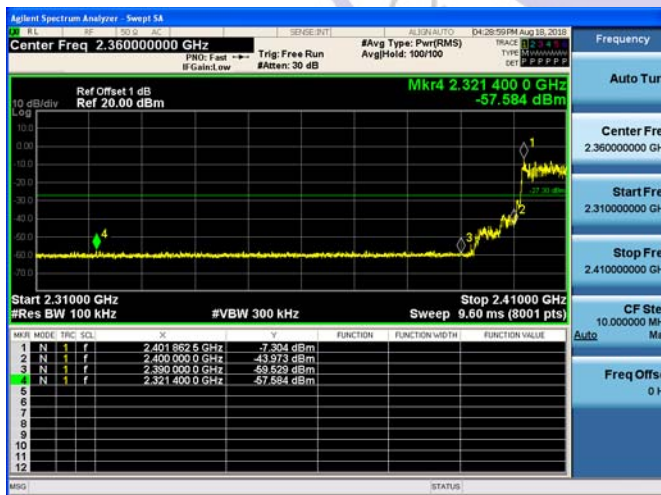 Agilent Spectrum Analyzer - Swept SA
RL RF 50 Ω AC SENSE:INT ALIGNAUTO 04:28:59PM Aug 18, 2018
Center Freq 2.360000000 GHz #Avg Type: Pwr(RMS) TRACE 1 2 3 4 5 6
PNO: Fast Trig: Free Run Avg|Hold: 100/100 TYPE M
IFGain:Low #Atten: 30 dB DET P P P P P P
Frequency
Ref Offset 1 dB Mkr4 2.321 400 0 GHz
10 dB/div Ref 20.00 dBm -57.584 dBm
Log
10.0
0.00
-10.0
-20.0
-27.30 dBm
-30.0
-40.0
-50.0
-60.0
-70.0
1
2
3
4
Start 2.31000 GHz Stop 2.41000 GHz
#Res BW 100 kHz #VBW 300 kHz Sweep 9.60 ms (8001 pts)
MKR MODE TRC SCL X Y FUNCTION FUNCTION WIDTH FUNCTION VALUE
1 N 1 f 2.401 862 5 GHz -7.304 dBm
2 N 1 f 2.400 000 0 GHz -43.973 dBm
3 N 1 f 2.390 000 0 GHz -59.529 dBm
4 N 1 f 2.321 400 0 GHz -57.584 dBm
5
6
7
8
9
10
11
12
MSG STATUS
Auto Tun
Center Fre
2.360000000 GH
Start Fre
2.310000000 GH
Stop Fre
2.410000000 GH
CF Ste
10.000000 MH
Auto Ma
Freq Offs
0 H